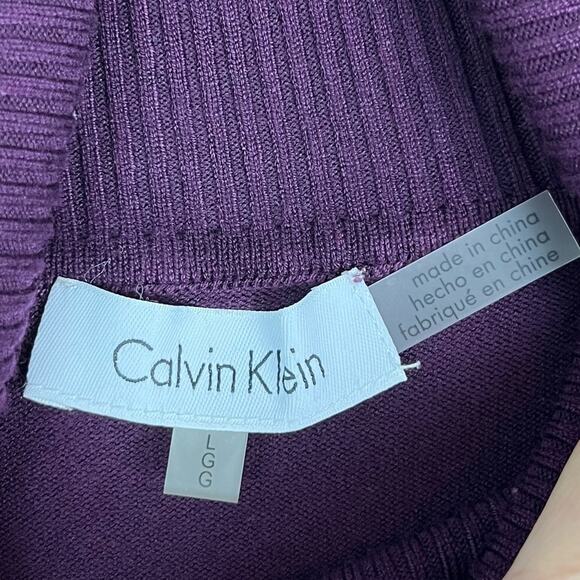 made in china
hecho en china
fabriqué en chine
Calvin Klein
L
G
G